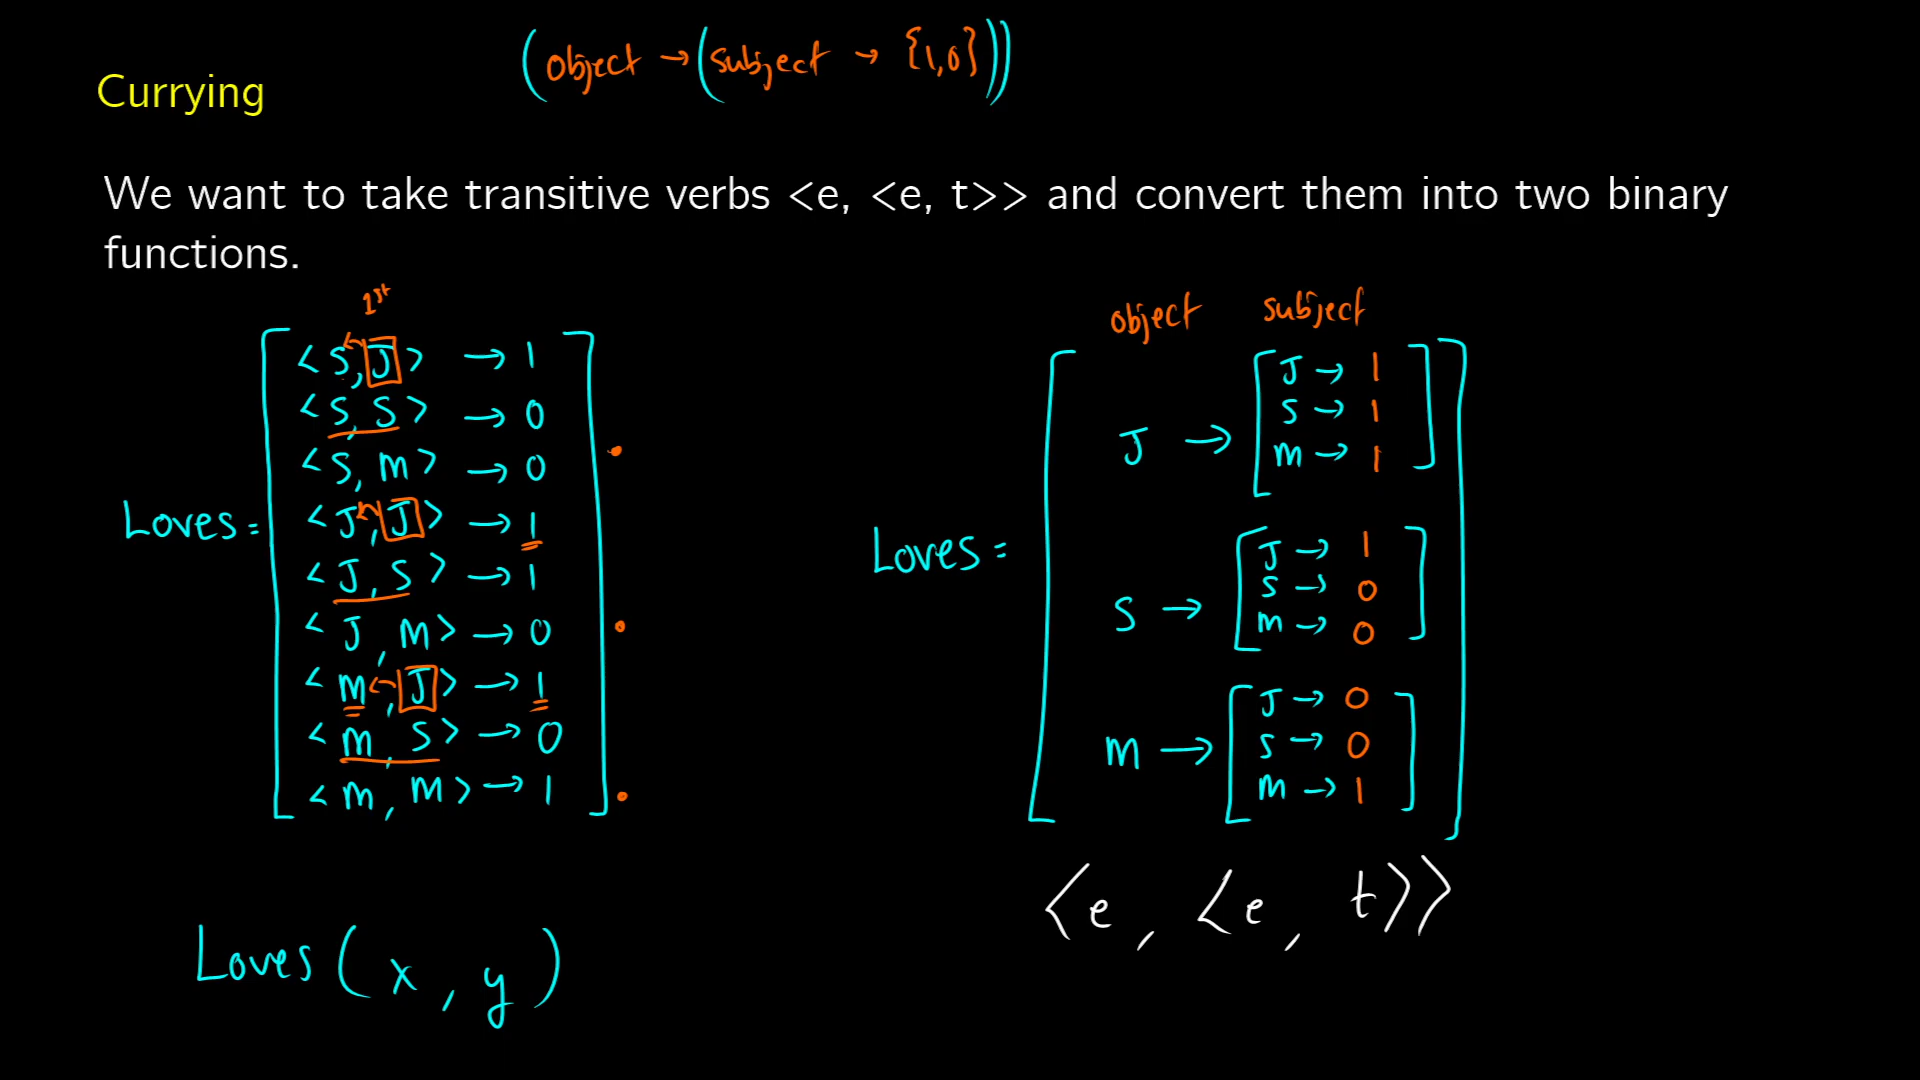 (object → (subject → {1,0}))
Currying
We want to take transitive verbs <e, <e, t>> and convert them into two binary
functions.
1st
Loves =
<S, J> → 1
<S, S> → 0
<S, M> → 0
<J, J> → 1
<J, S> → 1
<J, M> → 0
<M, J> → 1
<M, S> → 0
<M, M> → 1
Loves (x, y)
object subject
Loves =
J → [J → 1
S → 1
M → 1]
S → [J → 1
S → 0
M → 0]
M → [J → 0
S → 0
M → 1]
<e, <e, t>>